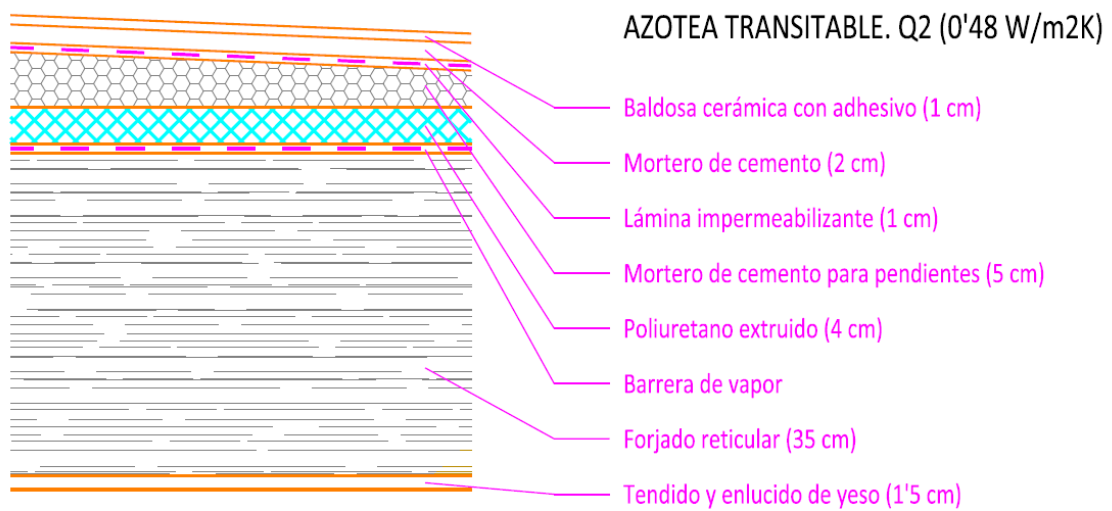 AZOTEA TRANSITABLE. Q2 (0'48 W/m2K)
Baldosa cerámica con adhesivo (1 cm)
Mortero de cemento (2 cm)
Lámina impermeabilizante (1 cm)
Mortero de cemento para pendientes (5 cm)
Poliuretano extruido (4 cm)
Barrera de vapor
Forjado reticular (35 cm)
Tendido y enlucido de yeso (1'5 cm)